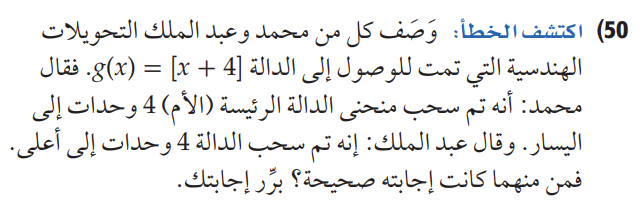 50) اكتشف الخطأ: وَصَف كل من محمد وعبد الملك التحويلات
الهندسية التي تمت للوصول إلى الدالة g(x) = [x + 4]. فقال
محمد: أنه تم سحب منحنى الدالة الرئيسة (الأم) 4 وحدات إلى
اليسار. وقال عبد الملك: إنه تم سحب الدالة 4 وحدات إلى أعلى.
فمن منهما كانت إجابته صحيحة؟ برِّر إجابتك.